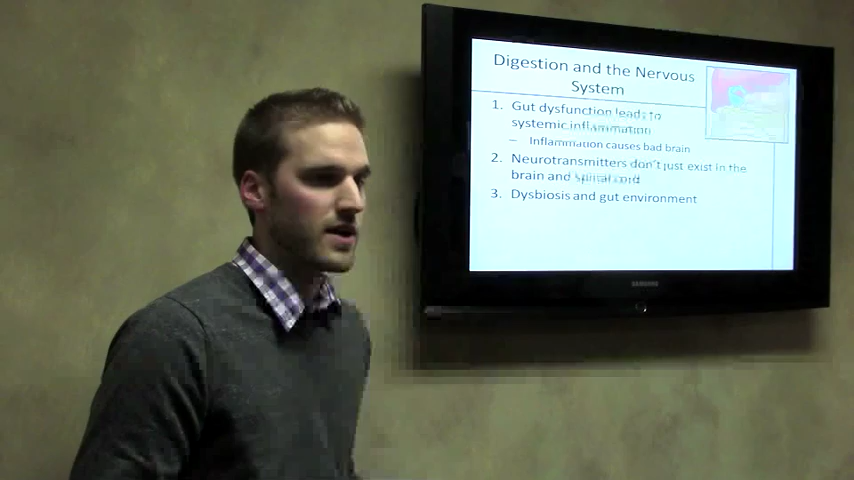 Digestion and the Nervous
System
1. Gut dysfunction leads to
systemic inflammation
– Inflammation causes bad brain
2. Neurotransmitters don't just exist in the
brain and spinal cord
3. Dysbiosis and gut environment
SAMSUNG